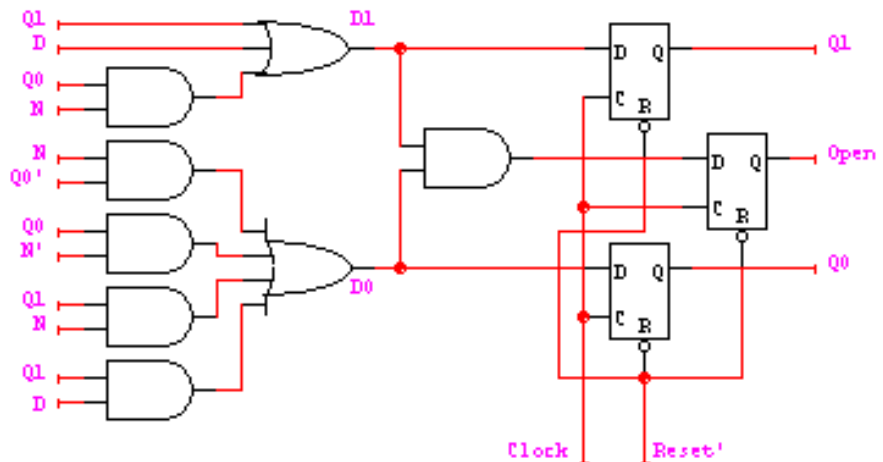 Q1 D1
D D Q Q1
Q0 R
N C
N D Q Open
Q0' R
Q0 C
N' D Q Q0
D0 R
Q1 C
N
Q1
D
Clock Reset'